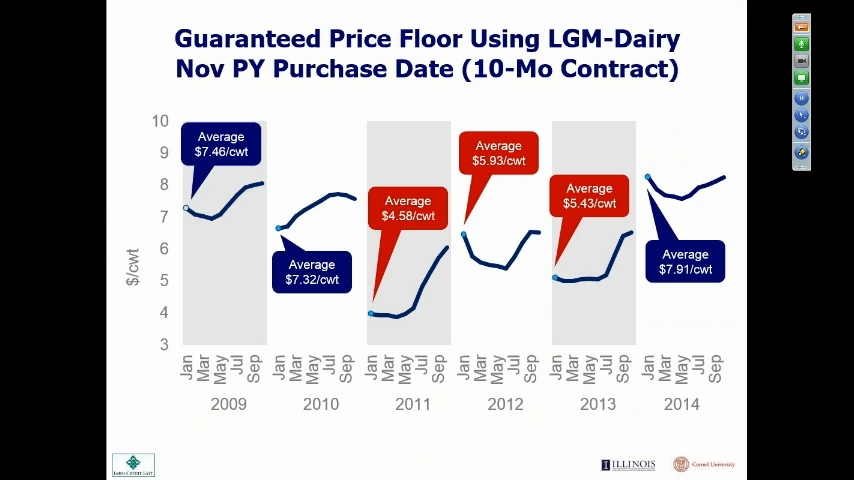 Guaranteed Price Floor Using LGM-Dairy
Nov PY Purchase Date (10-Mo Contract)
10
9
8
7
6
5
4
3
$/cwt
Average
$7.46/cwt
Average
$7.32/cwt
Average
$4.58/cwt
Average
$5.93/cwt
Average
$5.43/cwt
Average
$7.91/cwt
Jan Mar May Jul Sep
Jan Mar May Jul Sep
Jan Mar May Jul Sep
Jan Mar May Jul Sep
Jan Mar May Jul Sep
Jan Mar May Jul Sep
2009 2010 2011 2012 2013 2014
FARM CREDIT EAST
ILLINOIS
Cornell University